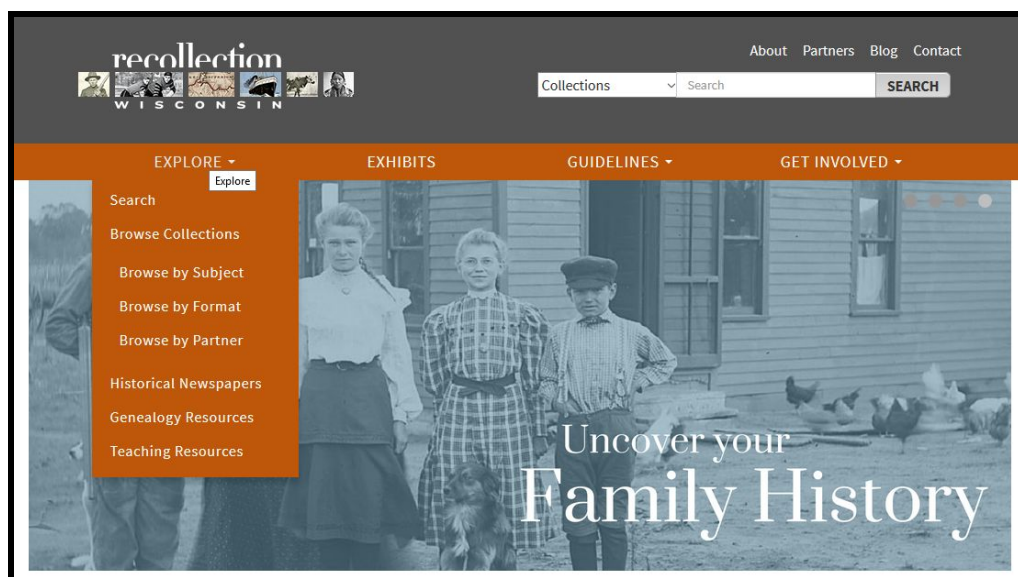 recollection
WISCONSIN
About Partners Blog Contact
Collections Search SEARCH
EXPLORE EXHIBITS GUIDELINES GET INVOLVED
Explore
Search
Browse Collections
Browse by Subject
Browse by Format
Browse by Partner
Historical Newspapers
Genealogy Resources
Teaching Resources
Uncover your
Family History